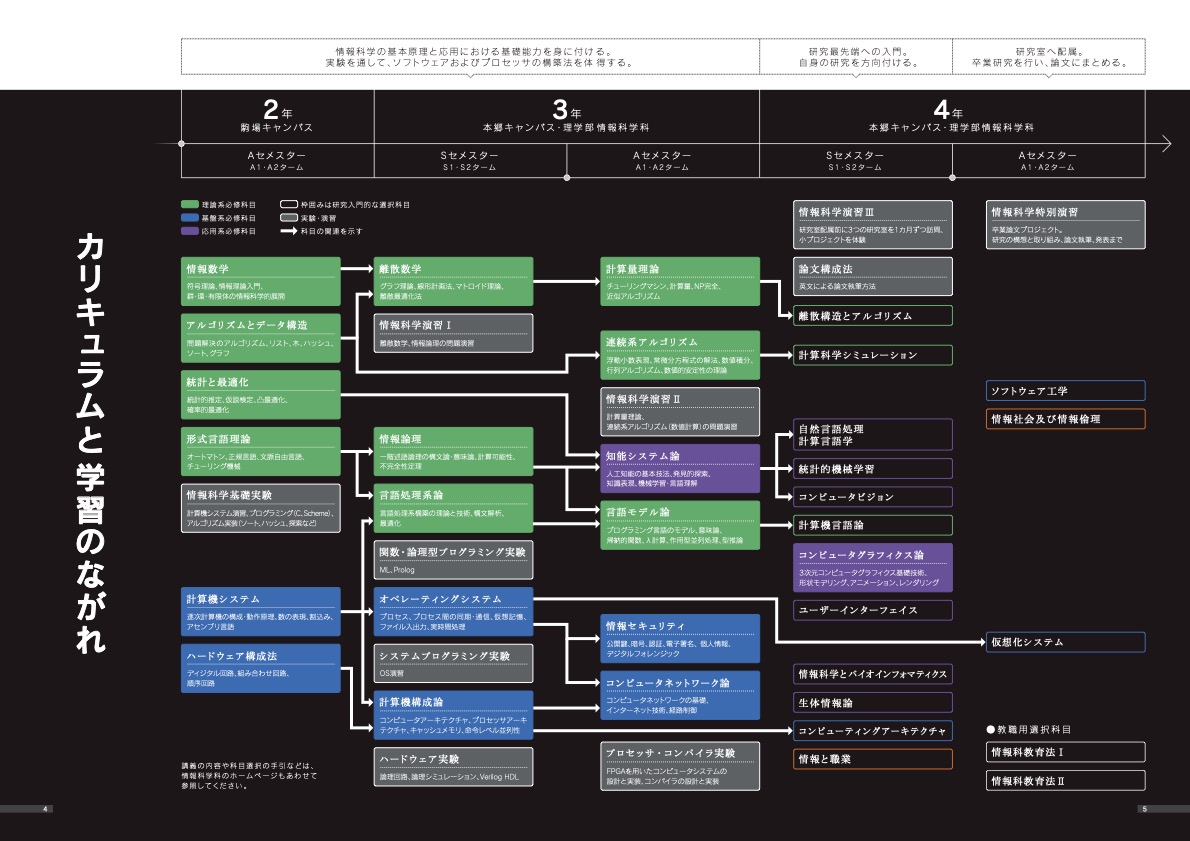 情報科学の基本原理と応用における基礎能力を身に付ける。
実験を通して、ソフトウェアおよびプロセッサの構築法を体得する。
研究最先端への入門。
自身の研究を方向付ける。
研究室へ配属。
卒業研究を行い、論文にまとめる。
2年
駒場キャンパス
3年
本郷キャンパス・理学部情報科学科
4年
本郷キャンパス・理学部情報科学科
Aセメスター
A1・A2ターム
Sセメスター
S1・S2ターム
Aセメスター
A1・A2ターム
Sセメスター
S1・S2ターム
Aセメスター
A1・A2ターム
カリキュラムと学習のながれ
理論系必修科目
基盤系必修科目
応用系必修科目
枠囲みは研究入門的な選択科目
実験・演習
科目の関連を示す
情報数学
符号理論、情報理論入門、
群・環・有限体の情報科学的展開
アルゴリズムとデータ構造
問題解決のアルゴリズム、リスト、木、ハッシュ、
ソート、グラフ
統計と最適化
統計的推定、仮説検定、凸最適化、
確率的最適化
形式言語理論
オートマトン、正規言語、文脈自由言語、
チューリング機械
情報科学基礎実験
計算機システム演習、プログラミング(C, Scheme)、
アルゴリズム実装(ソート、ハッシュ、探索など)
計算機システム
逐次計算機の構成・動作原理、数の表現、割込み、
アセンブリ言語
ハードウェア構成法
ディジタル回路、組み合わせ回路、
順序回路
講義の内容や科目選択の手引などは、
情報科学科のホームページもあわせて
参照してください。
離散数学
グラフ理論、線形計画法、マトロイド理論、
離散最適化法
情報科学演習Ⅰ
離散数学、情報論理の問題演習
情報論理
一階述語論理の構文論・意味論、計算可能性、
不完全性定理
言語処理系論
言語処理系構築の理論と技術、構文解析、
最適化
関数・論理型プログラミング実験
ML、Prolog
オペレーティングシステム
プロセス、プロセス間の同期・通信、仮想記憶、
ファイル入出力、実時間処理
システムプログラミング実験
OS演習
計算機構成論
コンピュータアーキテクチャ、プロセッサアーキ
テクチャ、キャッシュメモリ、命令レベル並列性
ハードウェア実験
論理回路、論理シミュレーション、Verilog HDL
計算量理論
チューリングマシン、計算量、NP完全、
近似アルゴリズム
連続系アルゴリズム
浮動小数表現、常微分方程式の解法、数値積分、
行列アルゴリズム、数値的安定性の理論
情報科学演習Ⅱ
計算量理論、
連続系アルゴリズム(数値計算)の問題演習
知能システム論
人工知能の基本技法、発見的探索、
知識表現、機械学習・言語理解
言語モデル論
プログラミング言語のモデル、意味論、
帰納的関数、λ計算、作用型並列処理、型推論
情報セキュリティ
公開鍵、暗号、認証、電子署名、個人情報、
デジタルフォレンジック
コンピュータネットワーク論
コンピュータネットワークの基礎、
インターネット技術、経路制御
プロセッサ・コンパイラ実験
FPGAを用いたコンピュータシステムの
設計と実装、コンパイラの設計と実装
情報科学演習Ⅲ
研究室配属前に3つの研究室を1カ月ずつ訪問、
小プロジェクトを体験
論文構成法
英文による論文執筆方法
離散構造とアルゴリズム
計算科学シミュレーション
自然言語処理
計算言語学
統計的機械学習
コンピュータビジョン
計算機言語論
コンピュータグラフィクス論
3次元コンピュータグラフィクス基礎技術、
形状モデリング、アニメーション、レンダリング
ユーザーインターフェイス
情報科学とバイオインフォマティクス
生体情報論
コンピューティングアーキテクチャ
情報と職業
情報科学特別演習
卒業論文プロジェクト。
研究の構想と取り組み、論文執筆、発表まで
ソフトウェア工学
情報社会及び情報倫理
仮想化システム
●教職用選択科目
情報科教育法Ⅰ
情報科教育法Ⅱ
4
5